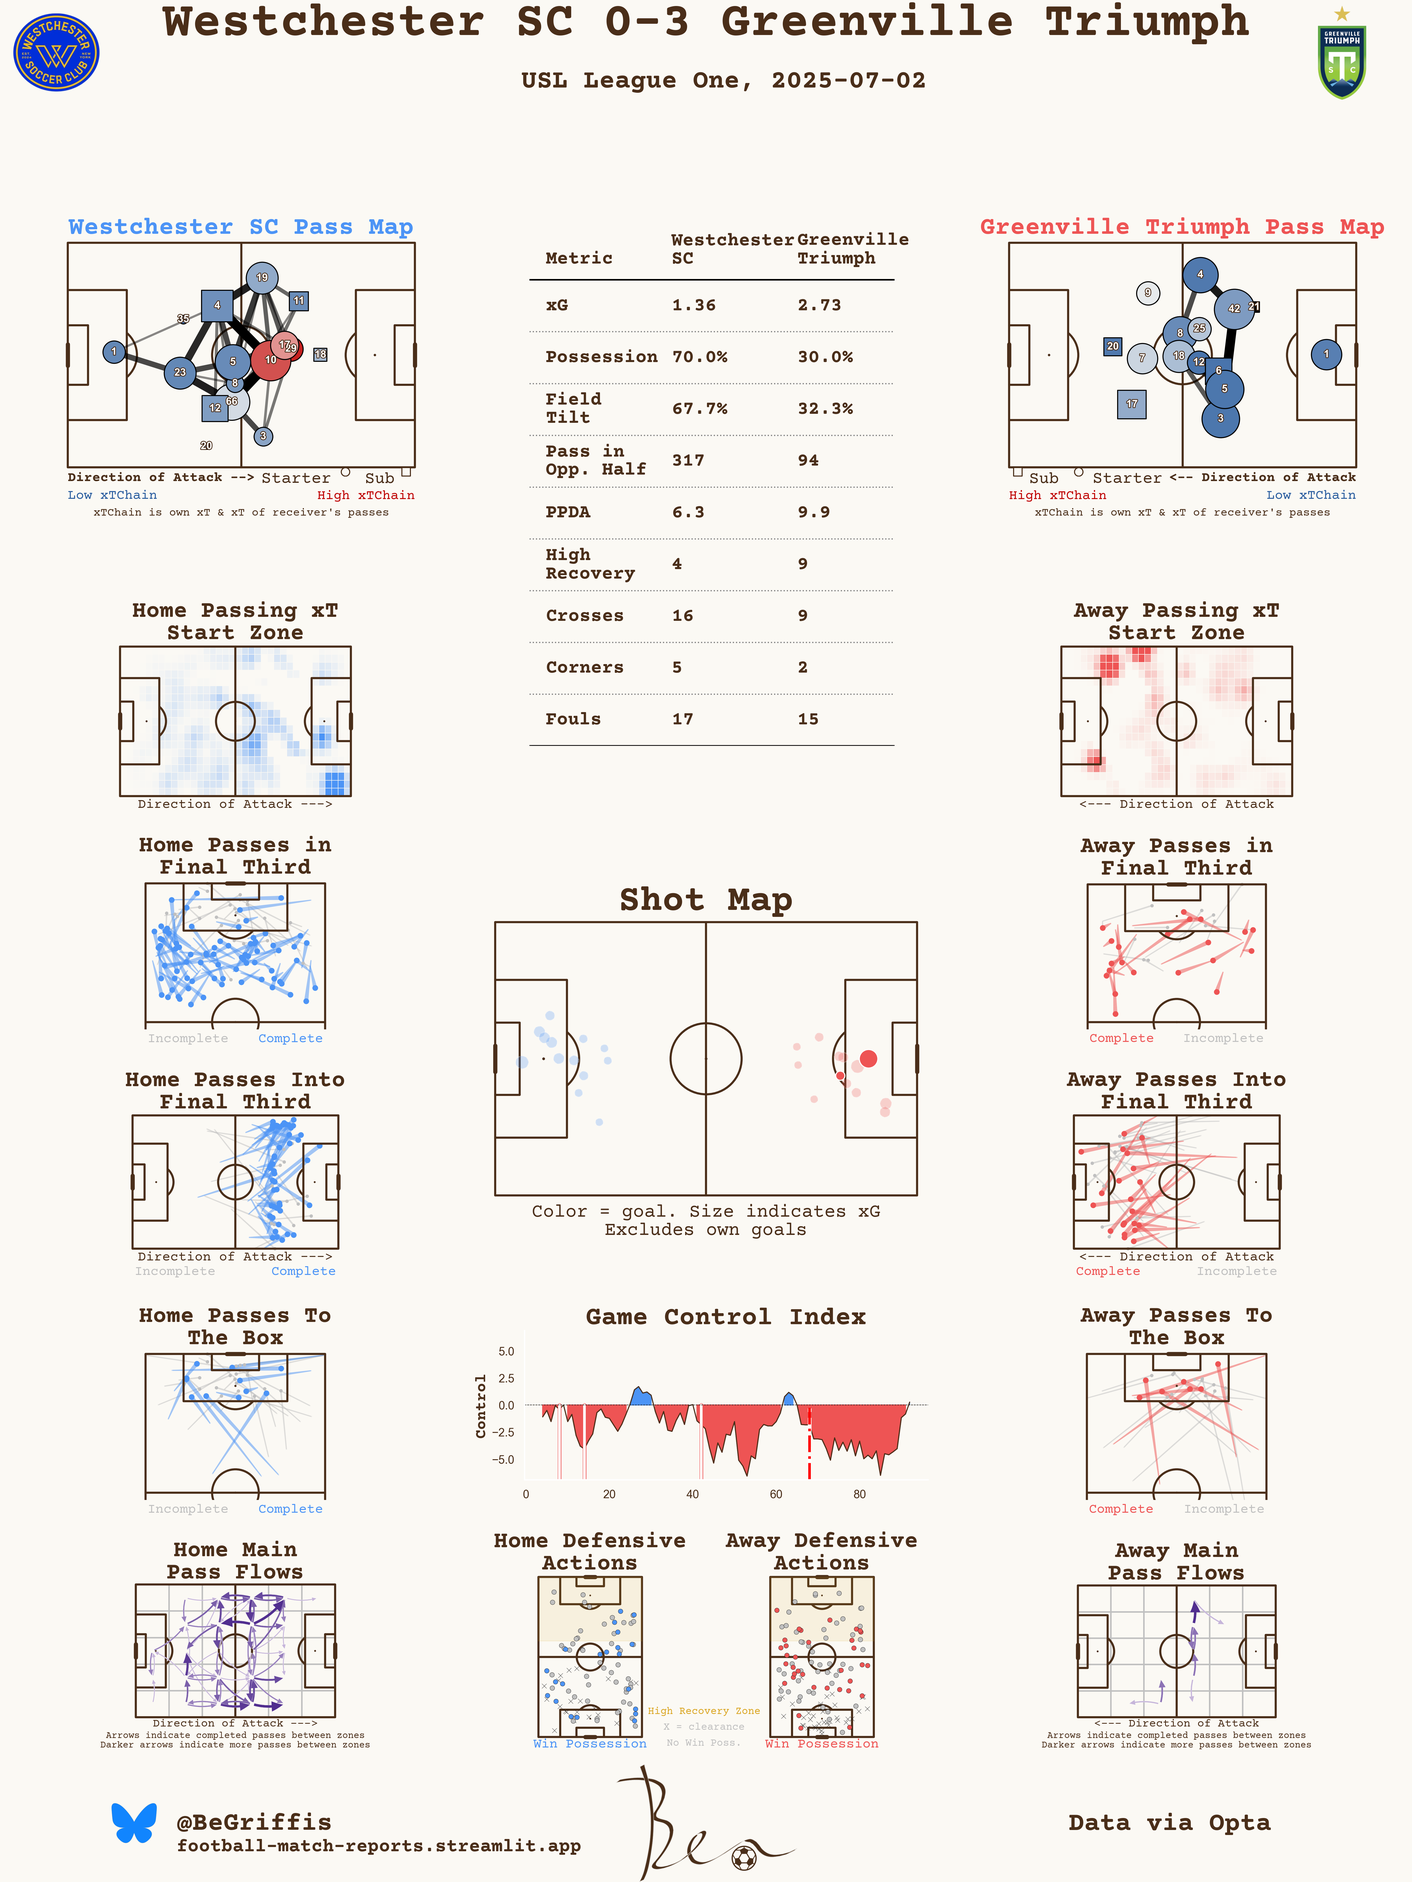 Westchester SC 0-3 Greenville Triumph
USL League One, 2025-07-02
WESTCHESTER
SOCCER CLUB
GREENVILLE
TRIUMPH
S C
Westchester SC Pass Map
19
4
11
35
1
17
29
18
5
10
23
8
66
12
3
20
Direction of Attack --> Starter Sub
Low xTChain High xTChain
xTChain is own xT & xT of receiver's passes
Metric Westchester SC Greenville Triumph
xG 1.36 2.73
Possession 70.0% 30.0%
Field Tilt 67.7% 32.3%
Pass in Opp. Half 317 94
PPDA 6.3 9.9
High Recovery 4 9
Crosses 16 9
Corners 5 2
Fouls 17 15
Greenville Triumph Pass Map
4
9
42
21
8
25
20
7
18
12
1
6
5
17
3
Sub Starter <-- Direction of Attack
High xTChain Low xTChain
xTChain is own xT & xT of receiver's passes
Home Passing xT
Start Zone
Direction of Attack --->
Away Passing xT
Start Zone
<--- Direction of Attack
Home Passes in
Final Third
Incomplete Complete
Away Passes in
Final Third
Complete Incomplete
Shot Map
Color = goal. Size indicates xG
Excludes own goals
Home Passes Into
Final Third
Direction of Attack --->
Incomplete Complete
Away Passes Into
Final Third
<--- Direction of Attack
Complete Incomplete
Home Passes To
The Box
Incomplete Complete
Game Control Index
Control
5.0
2.5
0.0
−2.5
−5.0
0 20 40 60 80
Away Passes To
The Box
Complete Incomplete
Home Main
Pass Flows
Direction of Attack --->
Arrows indicate completed passes between zones
Darker arrows indicate more passes between zones
Home Defensive
Actions
Win Possession
High Recovery Zone
X = clearance
No Win Poss.
Away Defensive
Actions
Win Possession
Away Main
Pass Flows
<--- Direction of Attack
Arrows indicate completed passes between zones
Darker arrows indicate more passes between zones
@BeGriffis
football-match-reports.streamlit.app
Ben
Data via Opta